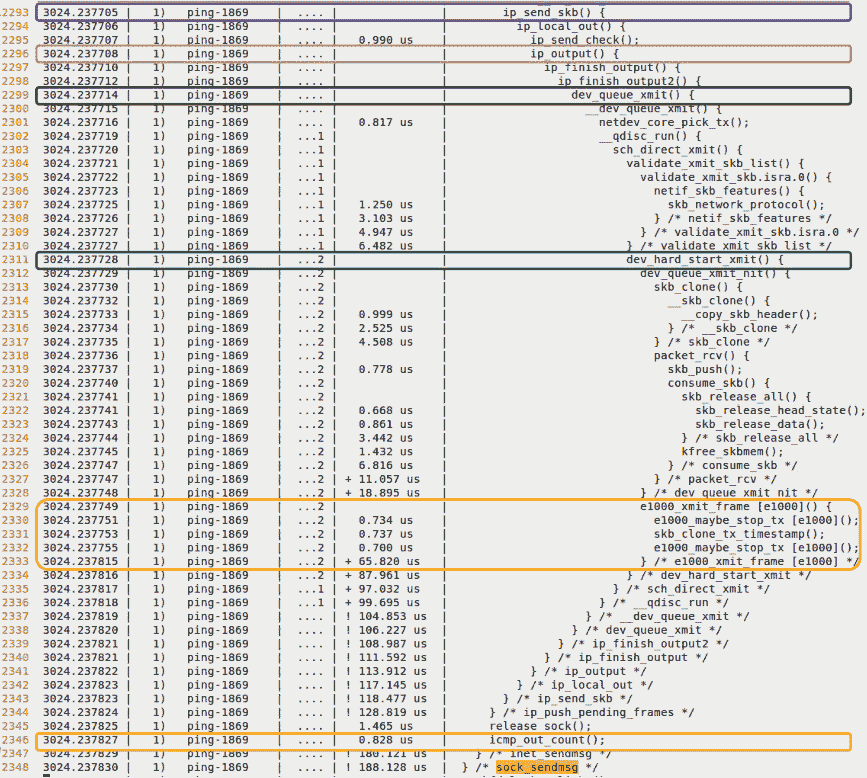 2293 3024.237705 | 1) ping-1869 | .... | | ip_send_skb() {
2294 3024.237706 | 1) ping-1869 | .... | | ip_local_out() {
2295 3024.237707 | 1) ping-1869 | .... | 0.990 us | ip_send_check();
2296 3024.237708 | 1) ping-1869 | .... | | ip_output() {
2297 3024.237710 | 1) ping-1869 | .... | | ip_finish_output() {
2298 3024.237712 | 1) ping-1869 | .... | | ip_finish_output2() {
2299 3024.237714 | 1) ping-1869 | .... | | dev_queue_xmit() {
2300 3024.237715 | 1) ping-1869 | .... | | __dev_queue_xmit() {
2301 3024.237716 | 1) ping-1869 | .... | 0.817 us | netdev_core_pick_tx();
2302 3024.237719 | 1) ping-1869 | ...1 | | __qdisc_run() {
2303 3024.237720 | 1) ping-1869 | ...1 | | sch_direct_xmit() {
2304 3024.237721 | 1) ping-1869 | ...1 | | validate_xmit_skb_list() {
2305 3024.237722 | 1) ping-1869 | ...1 | | validate_xmit_skb.isra.0() {
2306 3024.237723 | 1) ping-1869 | ...1 | | netif_skb_features() {
2307 3024.237725 | 1) ping-1869 | ...1 | 1.250 us | skb_network_protocol();
2308 3024.237726 | 1) ping-1869 | ...1 | 3.103 us | } /* netif_skb_features */
2309 3024.237727 | 1) ping-1869 | ...1 | 4.947 us | } /* validate_xmit_skb.isra.0 */
2310 3024.237727 | 1) ping-1869 | ...1 | 6.482 us | } /* validate_xmit_skb_list */
2311 3024.237728 | 1) ping-1869 | ...2 | | dev_hard_start_xmit() {
2312 3024.237729 | 1) ping-1869 | ...2 | | dev_queue_xmit_nit() {
2313 3024.237730 | 1) ping-1869 | ...2 | | skb_clone() {
2314 3024.237732 | 1) ping-1869 | ...2 | | __skb_clone() {
2315 3024.237733 | 1) ping-1869 | ...2 | 0.999 us | __copy_skb_header();
2316 3024.237734 | 1) ping-1869 | ...2 | 2.525 us | } /* __skb_clone */
2317 3024.237735 | 1) ping-1869 | ...2 | 4.508 us | } /* skb_clone */
2318 3024.237736 | 1) ping-1869 | ...2 | | packet_rcv() {
2319 3024.237737 | 1) ping-1869 | ...2 | 0.778 us | skb_push();
2320 3024.237740 | 1) ping-1869 | ...2 | | consume_skb() {
2321 3024.237741 | 1) ping-1869 | ...2 | | skb_release_all() {
2322 3024.237741 | 1) ping-1869 | ...2 | 0.668 us | skb_release_head_state();
2323 3024.237743 | 1) ping-1869 | ...2 | 0.861 us | skb_release_data();
2324 3024.237744 | 1) ping-1869 | ...2 | 3.442 us | } /* skb_release_all */
2325 3024.237745 | 1) ping-1869 | ...2 | 1.432 us | kfree_skbmem();
2326 3024.237747 | 1) ping-1869 | ...2 | 6.816 us | } /* consume_skb */
2327 3024.237747 | 1) ping-1869 | ...2 | + 11.057 us | } /* packet_rcv */
2328 3024.237748 | 1) ping-1869 | ...2 | + 18.895 us | } /* dev_queue_xmit_nit */
2329 3024.237749 | 1) ping-1869 | ...2 | | e1000_xmit_frame [e1000]() {
2330 3024.237751 | 1) ping-1869 | ...2 | 0.734 us | e1000_maybe_stop_tx [e1000]();
2331 3024.237753 | 1) ping-1869 | ...2 | 0.737 us | skb_clone_tx_timestamp();
2332 3024.237755 | 1) ping-1869 | ...2 | 0.700 us | e1000_maybe_stop_tx [e1000]();
2333 3024.237815 | 1) ping-1869 | ...2 | + 65.820 us | } /* e1000_xmit_frame [e1000] */
2334 3024.237816 | 1) ping-1869 | ...2 | + 87.961 us | } /* dev_hard_start_xmit */
2335 3024.237817 | 1) ping-1869 | ...1 | + 97.032 us | } /* sch_direct_xmit */
2336 3024.237818 | 1) ping-1869 | ...1 | + 99.695 us | } /* __qdisc_run */
2337 3024.237819 | 1) ping-1869 | .... | ! 104.853 us | } /* __dev_queue_xmit */
2338 3024.237820 | 1) ping-1869 | .... | ! 106.227 us | } /* dev_queue_xmit */
2339 3024.237821 | 1) ping-1869 | .... | ! 108.987 us | } /* ip_finish_output2 */
2340 3024.237821 | 1) ping-1869 | .... | ! 111.592 us | } /* ip_finish_output */
2341 3024.237822 | 1) ping-1869 | .... | ! 113.912 us | } /* ip_output */
2342 3024.237823 | 1) ping-1869 | .... | ! 117.145 us | } /* ip_local_out */
2343 3024.237823 | 1) ping-1869 | .... | ! 118.477 us | } /* ip_send_skb */
2344 3024.237824 | 1) ping-1869 | .... | ! 128.819 us | } /* ip_push_pending_frames */
2345 3024.237825 | 1) ping-1869 | .... | 1.465 us | release_sock();
2346 3024.237827 | 1) ping-1869 | .... | 0.828 us | icmp_out_count();
2347 3024.237829 | 1) ping-1869 | .... | ! 180.121 us | } /* inet_sendmsg */
2348 3024.237830 | 1) ping-1869 | .... | ! 188.128 us | } /* sock_sendmsg */